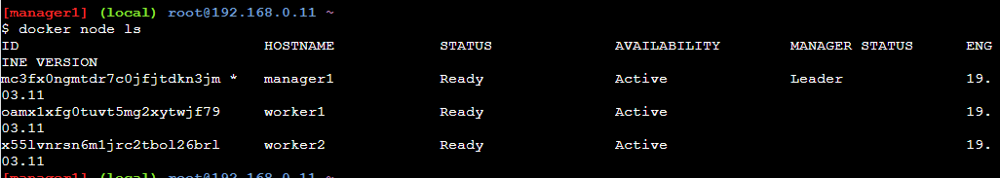 [manager1] (local) root@192.168.0.11 ~
$ docker node ls
ID HOSTNAME STATUS AVAILABILITY MANAGER STATUS ENG
INE VERSION
mc3fx0ngmtdr7c0jfjtdkn3jm * manager1 Ready Active Leader 19.
03.11
oamx1xfg0tuvt5mg2xytwjf79 worker1 Ready Active 19.
03.11
x55lvnrsn6m1jrc2tbol26brl worker2 Ready Active 19.
03.11
[manager1] (local) root@192.168.0.11 ~